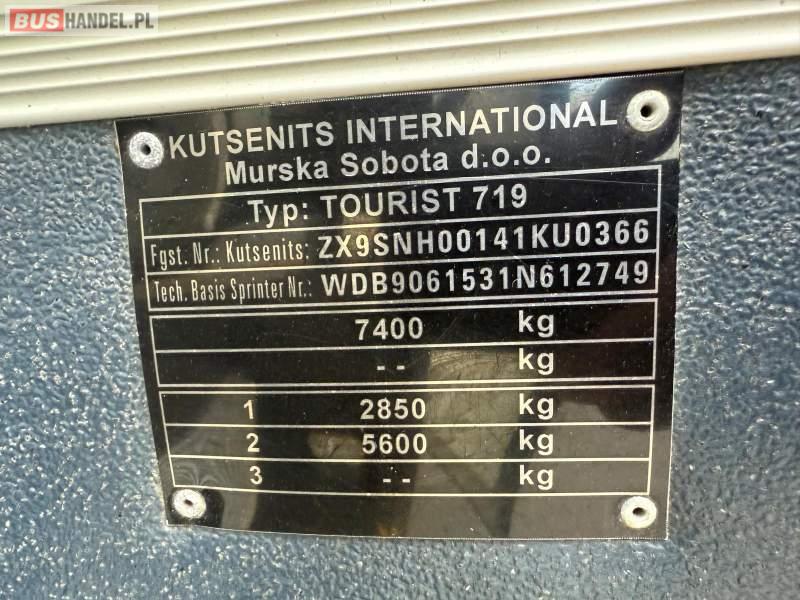 BUSHANDEL.PL
KUTSENITS INTERNATIONAL
Murska Sobota d.o.o.
Typ: TOURIST 719
Fgst. Nr.: Kutsenits: ZX9SNH00141KU0366
Tech. Basis Sprinter Nr.: WDB9061531N612749
7400 kg
-- kg
1 2850 kg
2 5600 kg
3 -- kg